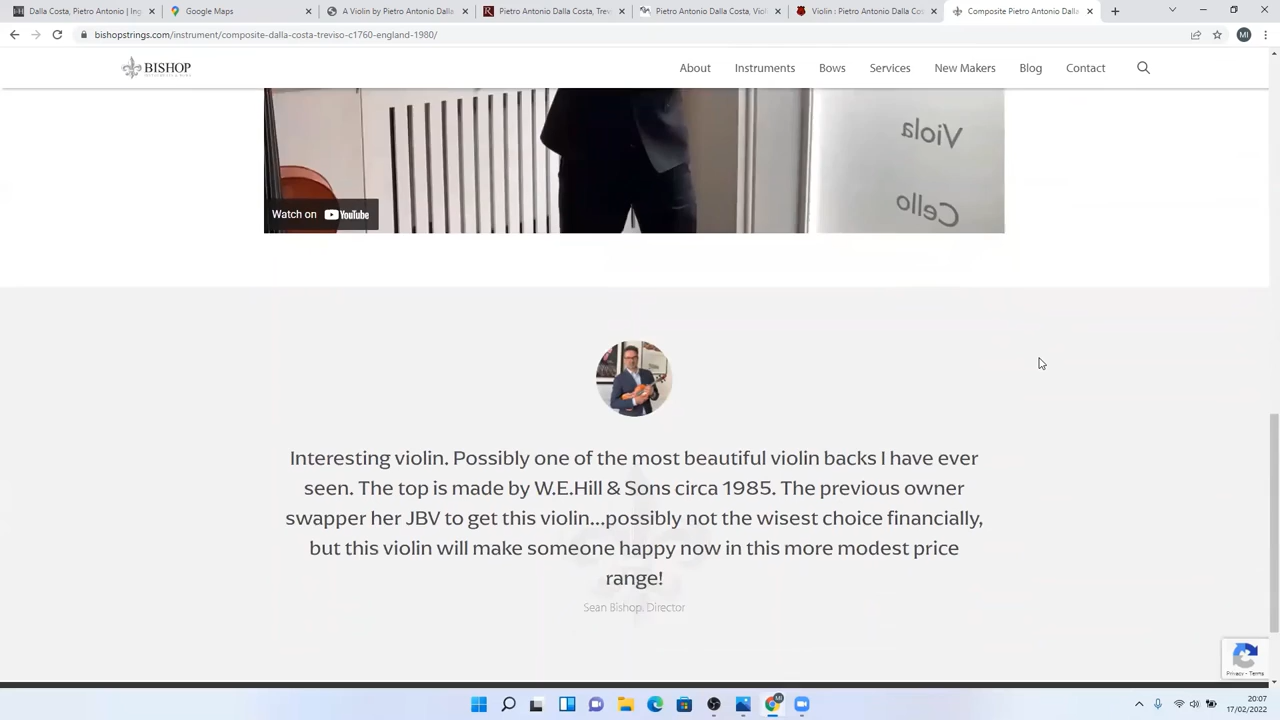 Dalla Costa, Pietro Antonio | Ing
Google Maps
A Violin by Pietro Antonio Dalla
Pietro Antonio Dalla Costa, Trev
Pietro Antonio Dalla Costa, Viol
Violin : Pietro Antonio Dalla Co
Composite Pietro Antonio Dalla
bishopstrings.com/instrument/composite-dalla-costa-treviso-c1760-england-1980/
MI
BISHOP
About
Instruments
Bows
Services
New Makers
Blog
Contact
Viola
Cello
Watch on YouTube
Interesting violin. Possibly one of the most beautiful violin backs I have ever
seen. The top is made by W.E.Hill & Sons circa 1985. The previous owner
swapper her JBV to get this violin...possibly not the wisest choice financially,
but this violin will make someone happy now in this more modest price
range!
Sean Bishop, Director
Privacy - Terms
MI
20:07
17/02/2022